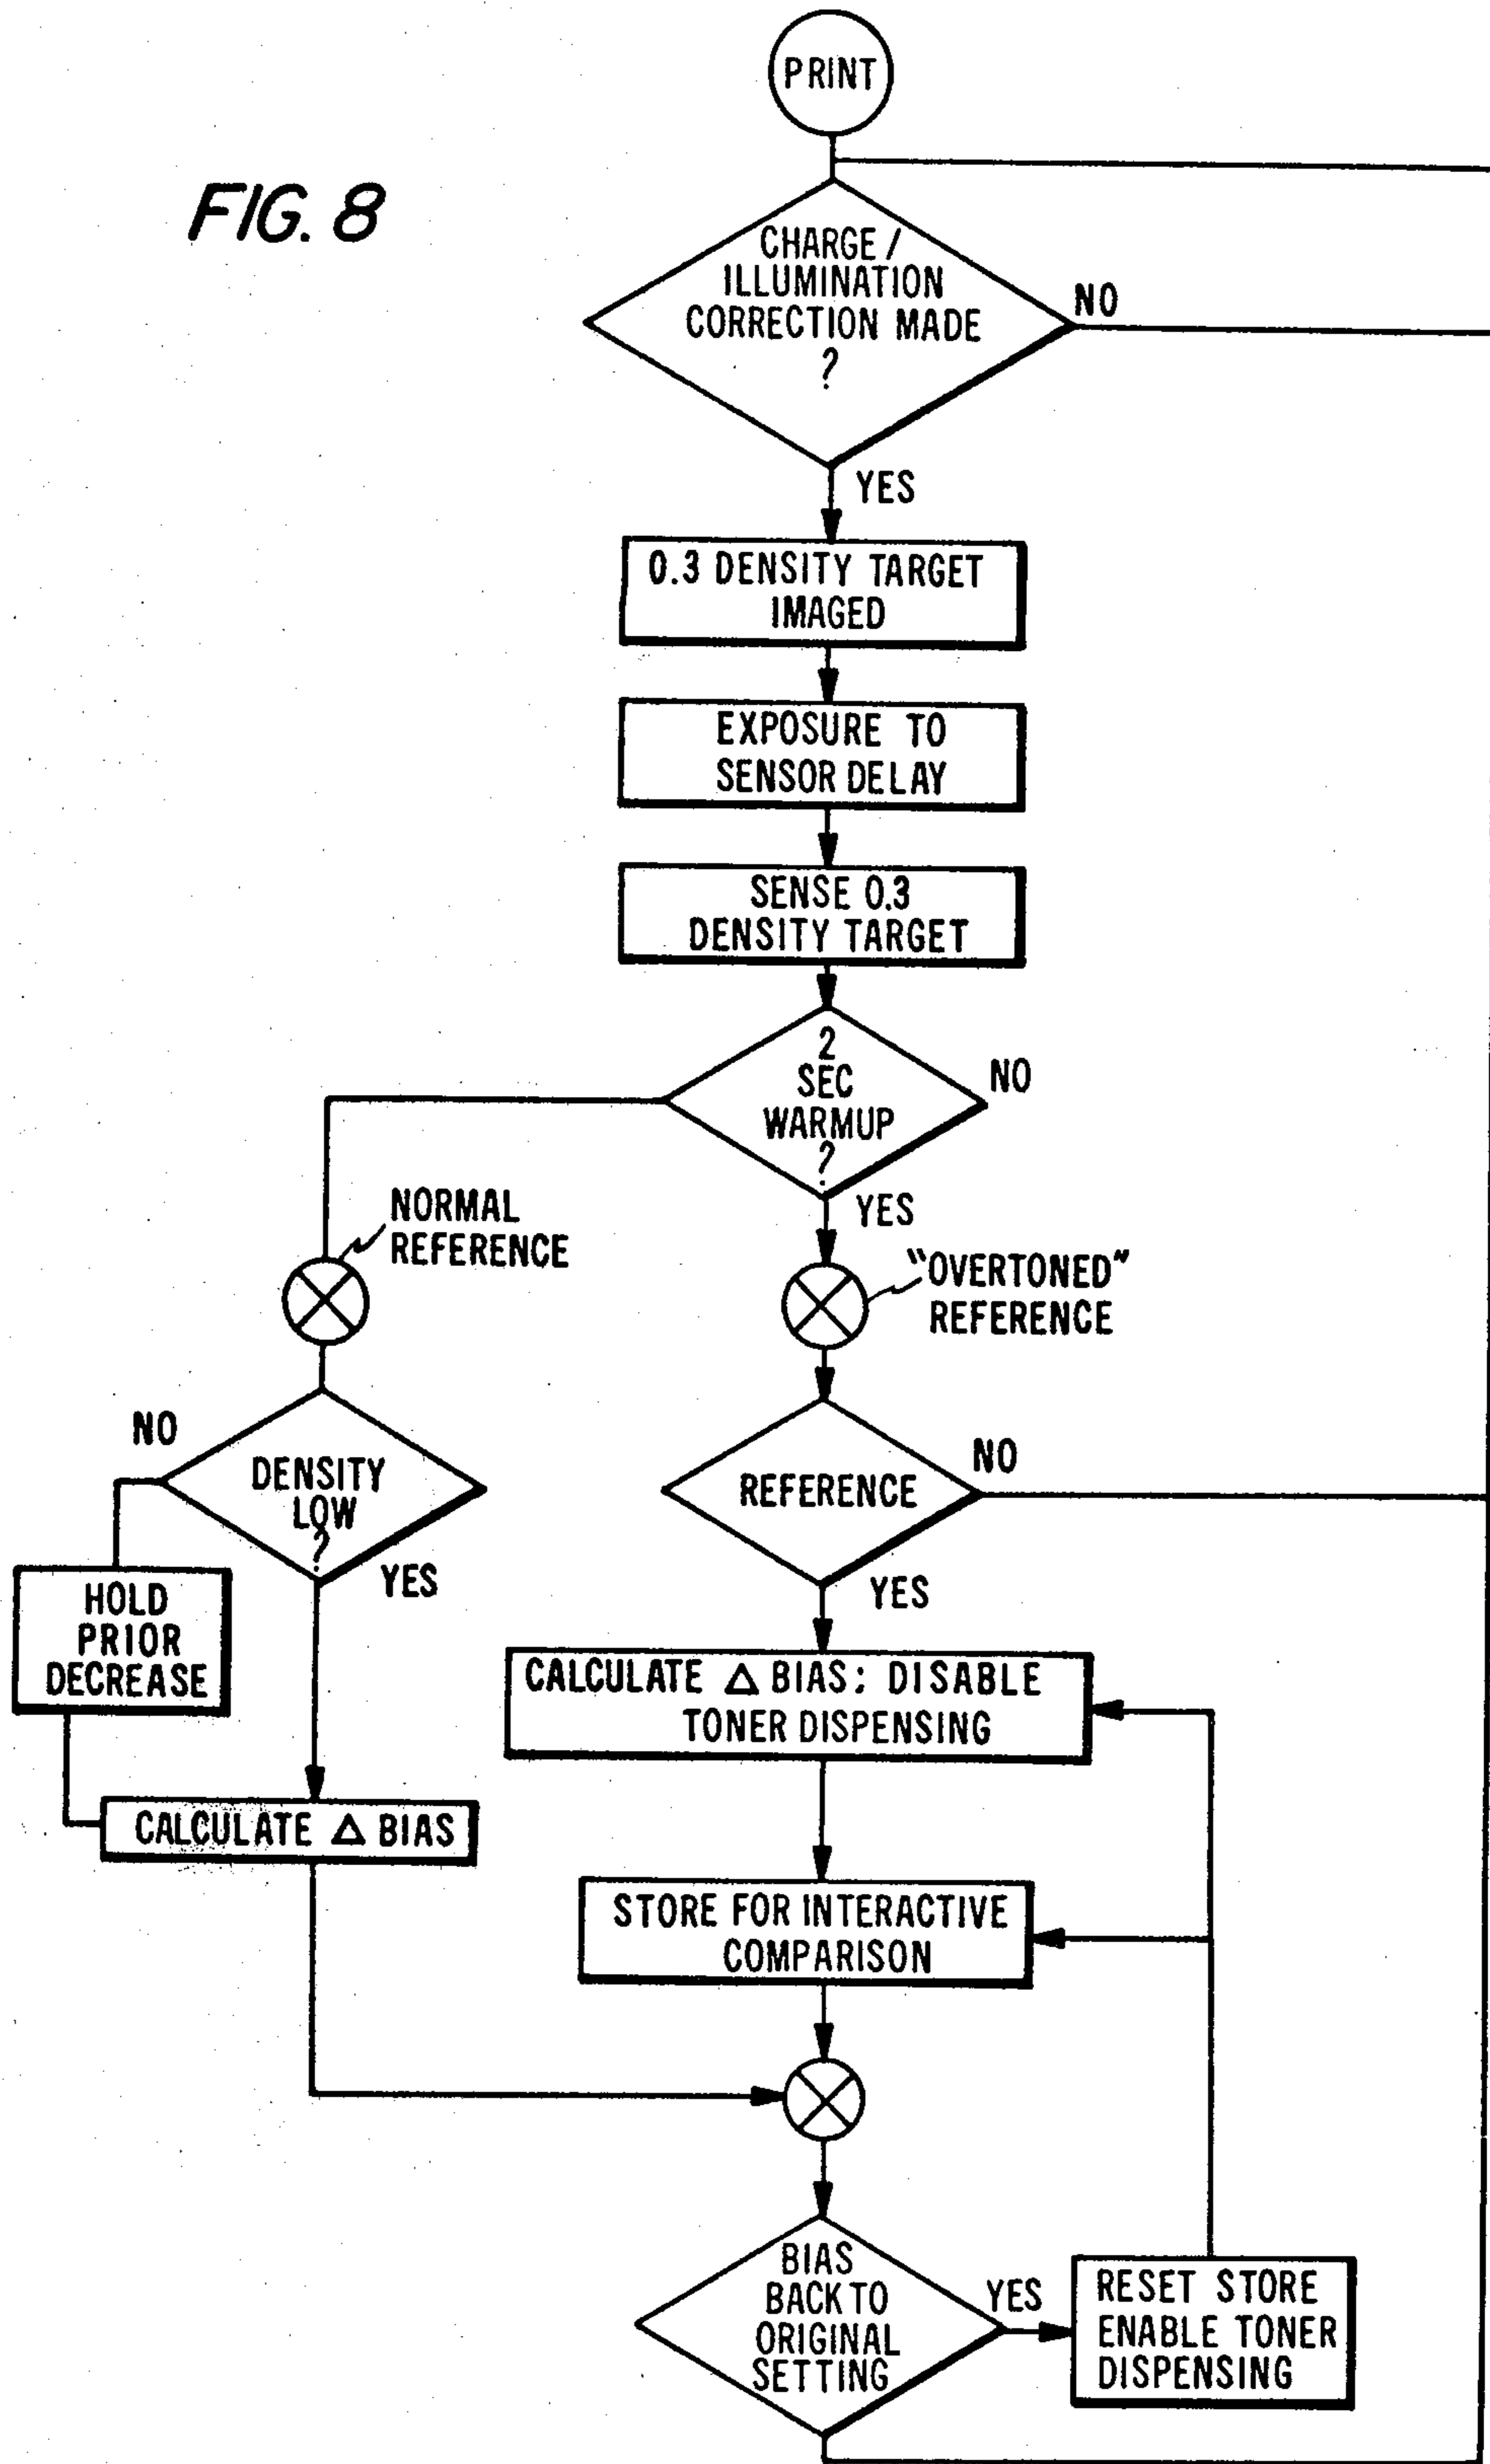 PRINT
FIG. 8
CHARGE /
ILLUMINATION
CORRECTION MADE
?
NO
YES
0.3 DENSITY TARGET
IMAGED
EXPOSURE TO
SENSOR DELAY
SENSE 0.3
DENSITY TARGET
2
SEC
WARMUP
?
NO
YES
NORMAL
REFERENCE
"OVERTONED"
REFERENCE
NO
DENSITY
LOW
?
YES
REFERENCE
NO
YES
HOLD
PRIOR
DECREASE
CALCULATE Δ BIAS: DISABLE
TONER DISPENSING
CALCULATE Δ BIAS
STORE FOR INTERACTIVE
COMPARISON
BIAS
BACK TO
ORIGINAL
SETTING
YES
RESET STORE
ENABLE TONER
DISPENSING